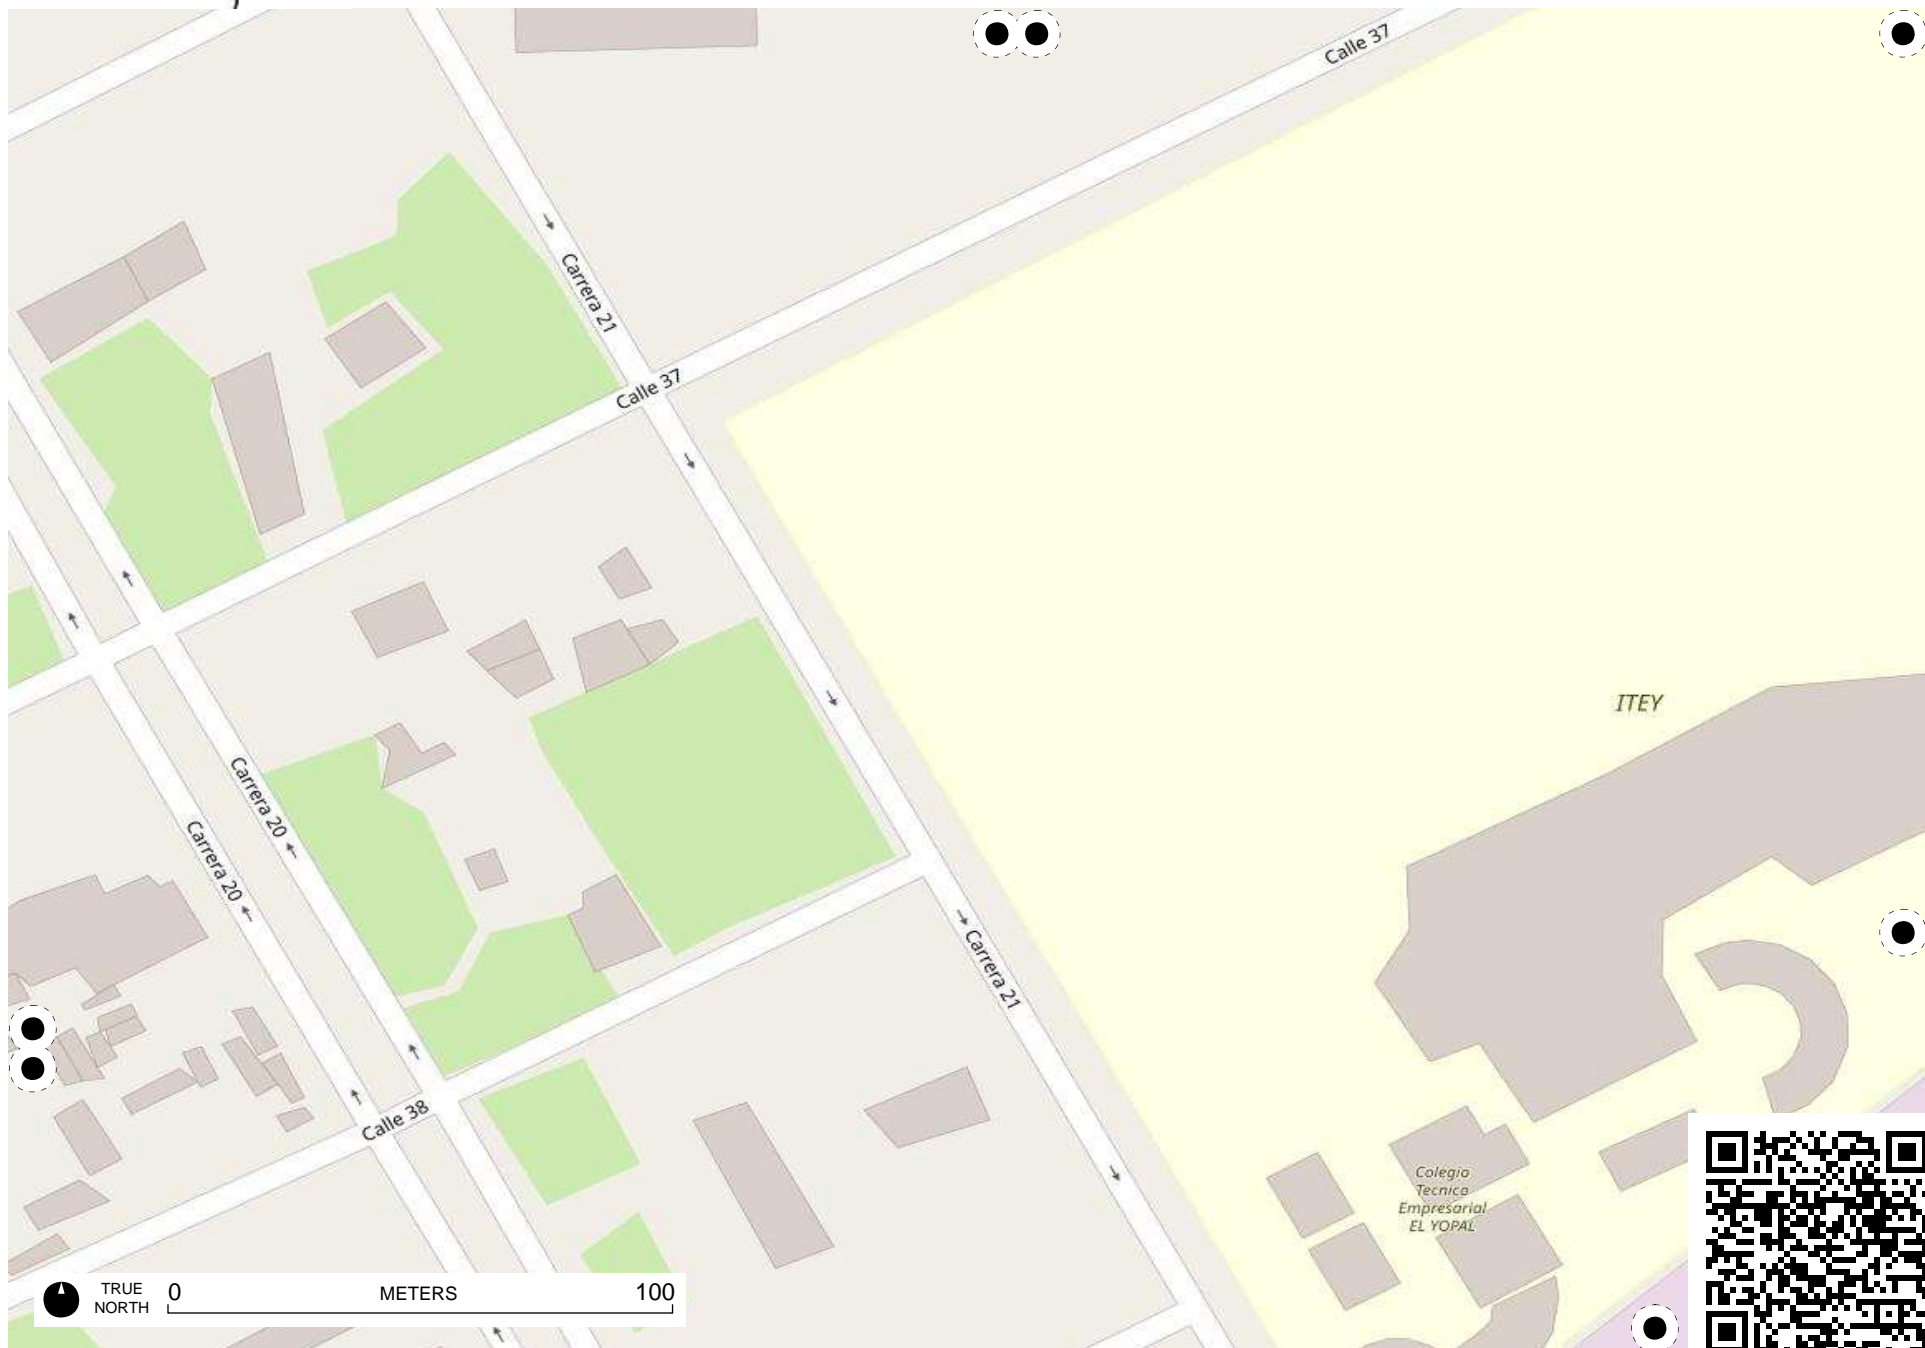 Calle 37
Carrera 21
Calle 37
ITEY
Carrera 20
Carrera 20
Carrera 21
Calle 38
Colegio
Tecnico
Empresarial
EL YOPAL
TRUE
NORTH
0 METERS 100